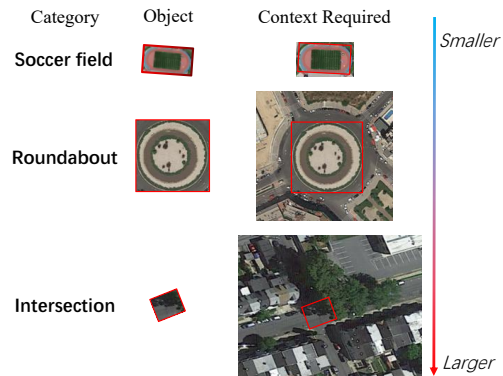 Category Object Context Required
Smaller
Soccer field
Roundabout
Intersection
Larger